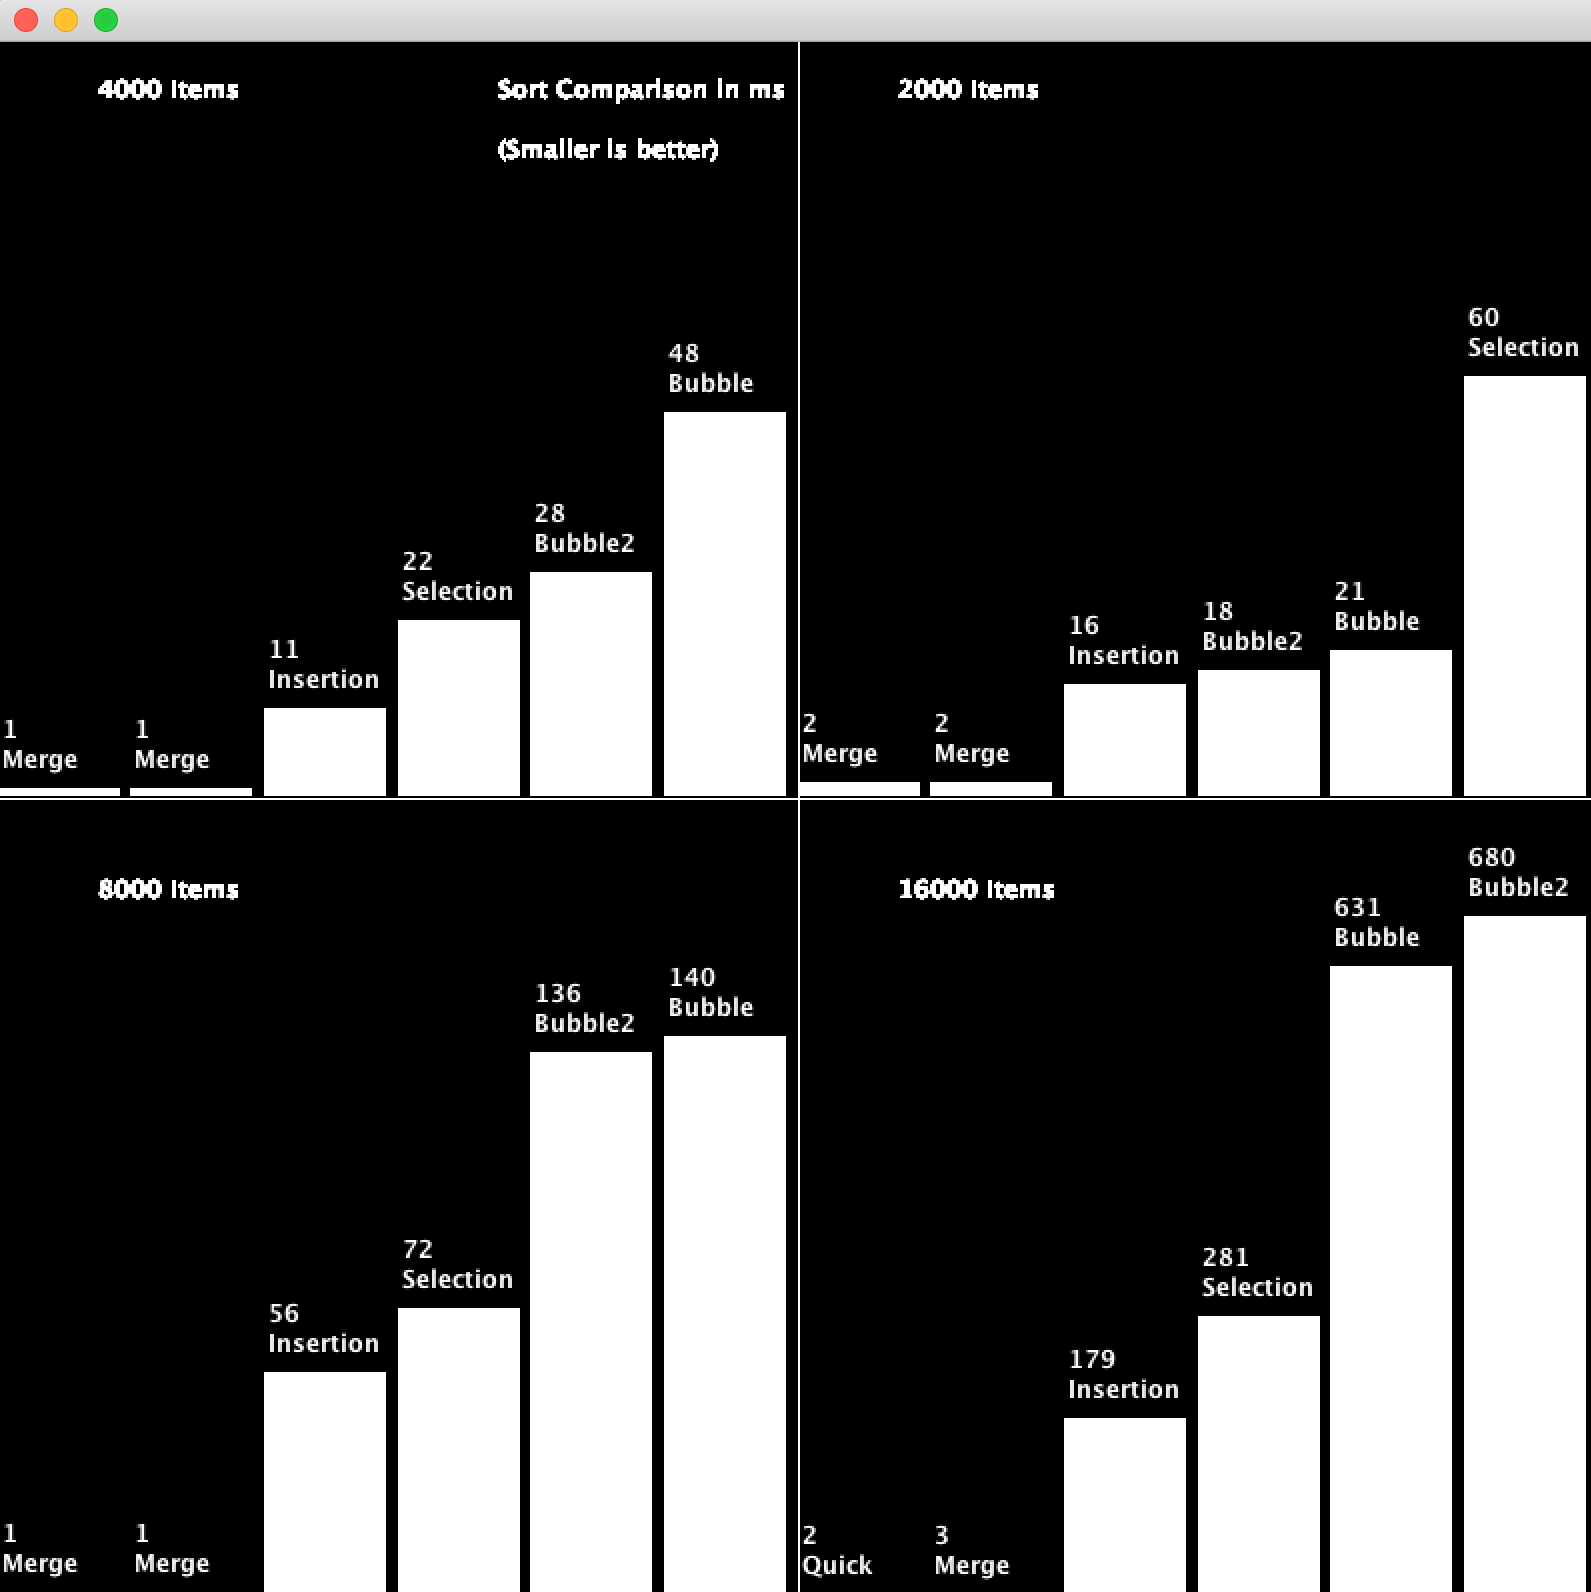 4000 Items
Sort Comparison in ms
(Smaller is better)
48
Bubble
28
Bubble2
22
Selection
11
Insertion
1
Merge
1
Merge
2000 Items
60
Selection
21
Bubble
18
Bubble2
16
Insertion
2
Merge
2
Merge
8000 Items
140
Bubble
136
Bubble2
72
Selection
56
Insertion
1
Merge
1
Merge
16000 Items
680
Bubble2
631
Bubble
281
Selection
179
Insertion
2
Quick
3
Merge